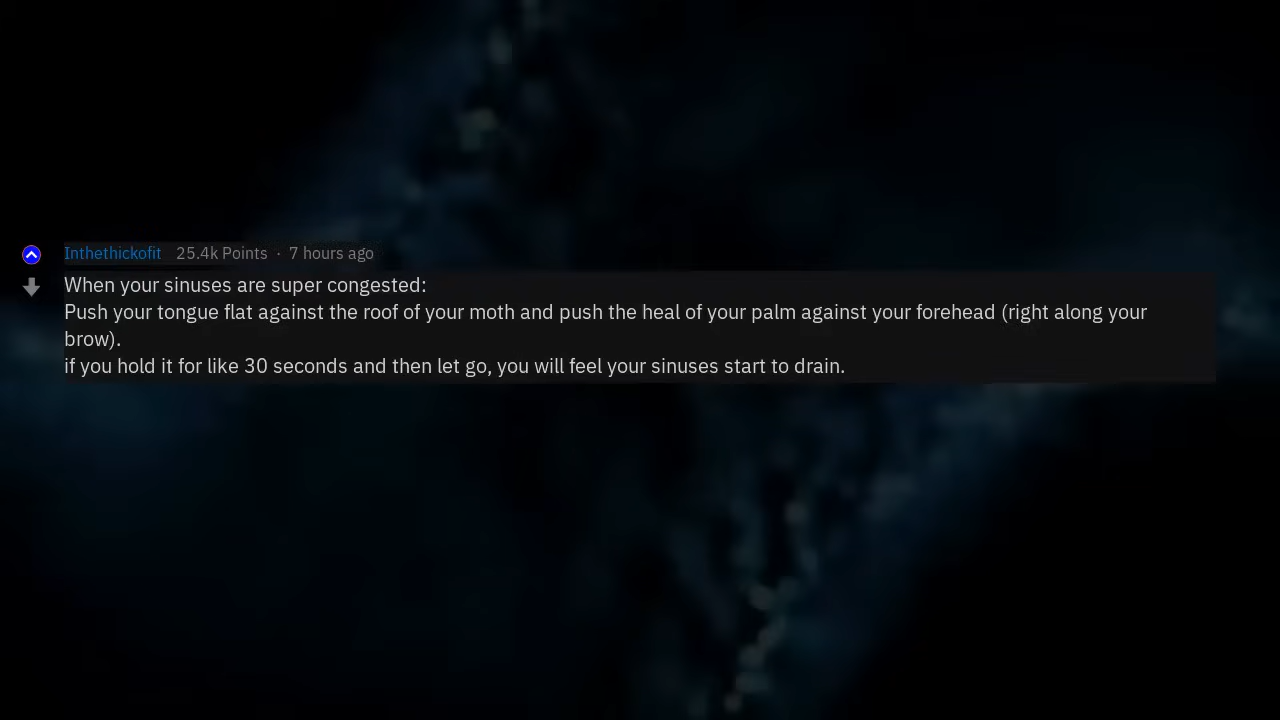 Inthethickofit 25.4k Points · 7 hours ago
When your sinuses are super congested:
Push your tongue flat against the roof of your moth and push the heal of your palm against your forehead (right along your
brow).
if you hold it for like 30 seconds and then let go, you will feel your sinuses start to drain.